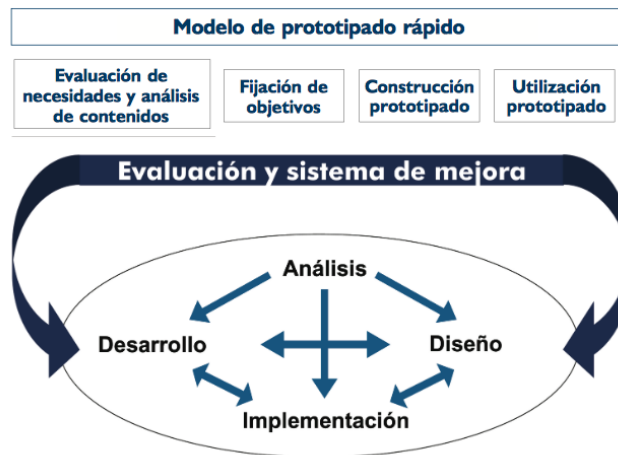 Modelo de prototipado rápido
Evaluación de
necesidades y análisis
de contenidos
Fijación de
objetivos
Construcción
prototipado
Utilización
prototipado
Evaluación y sistema de mejora
Análisis
Desarrollo
Diseño
Implementación